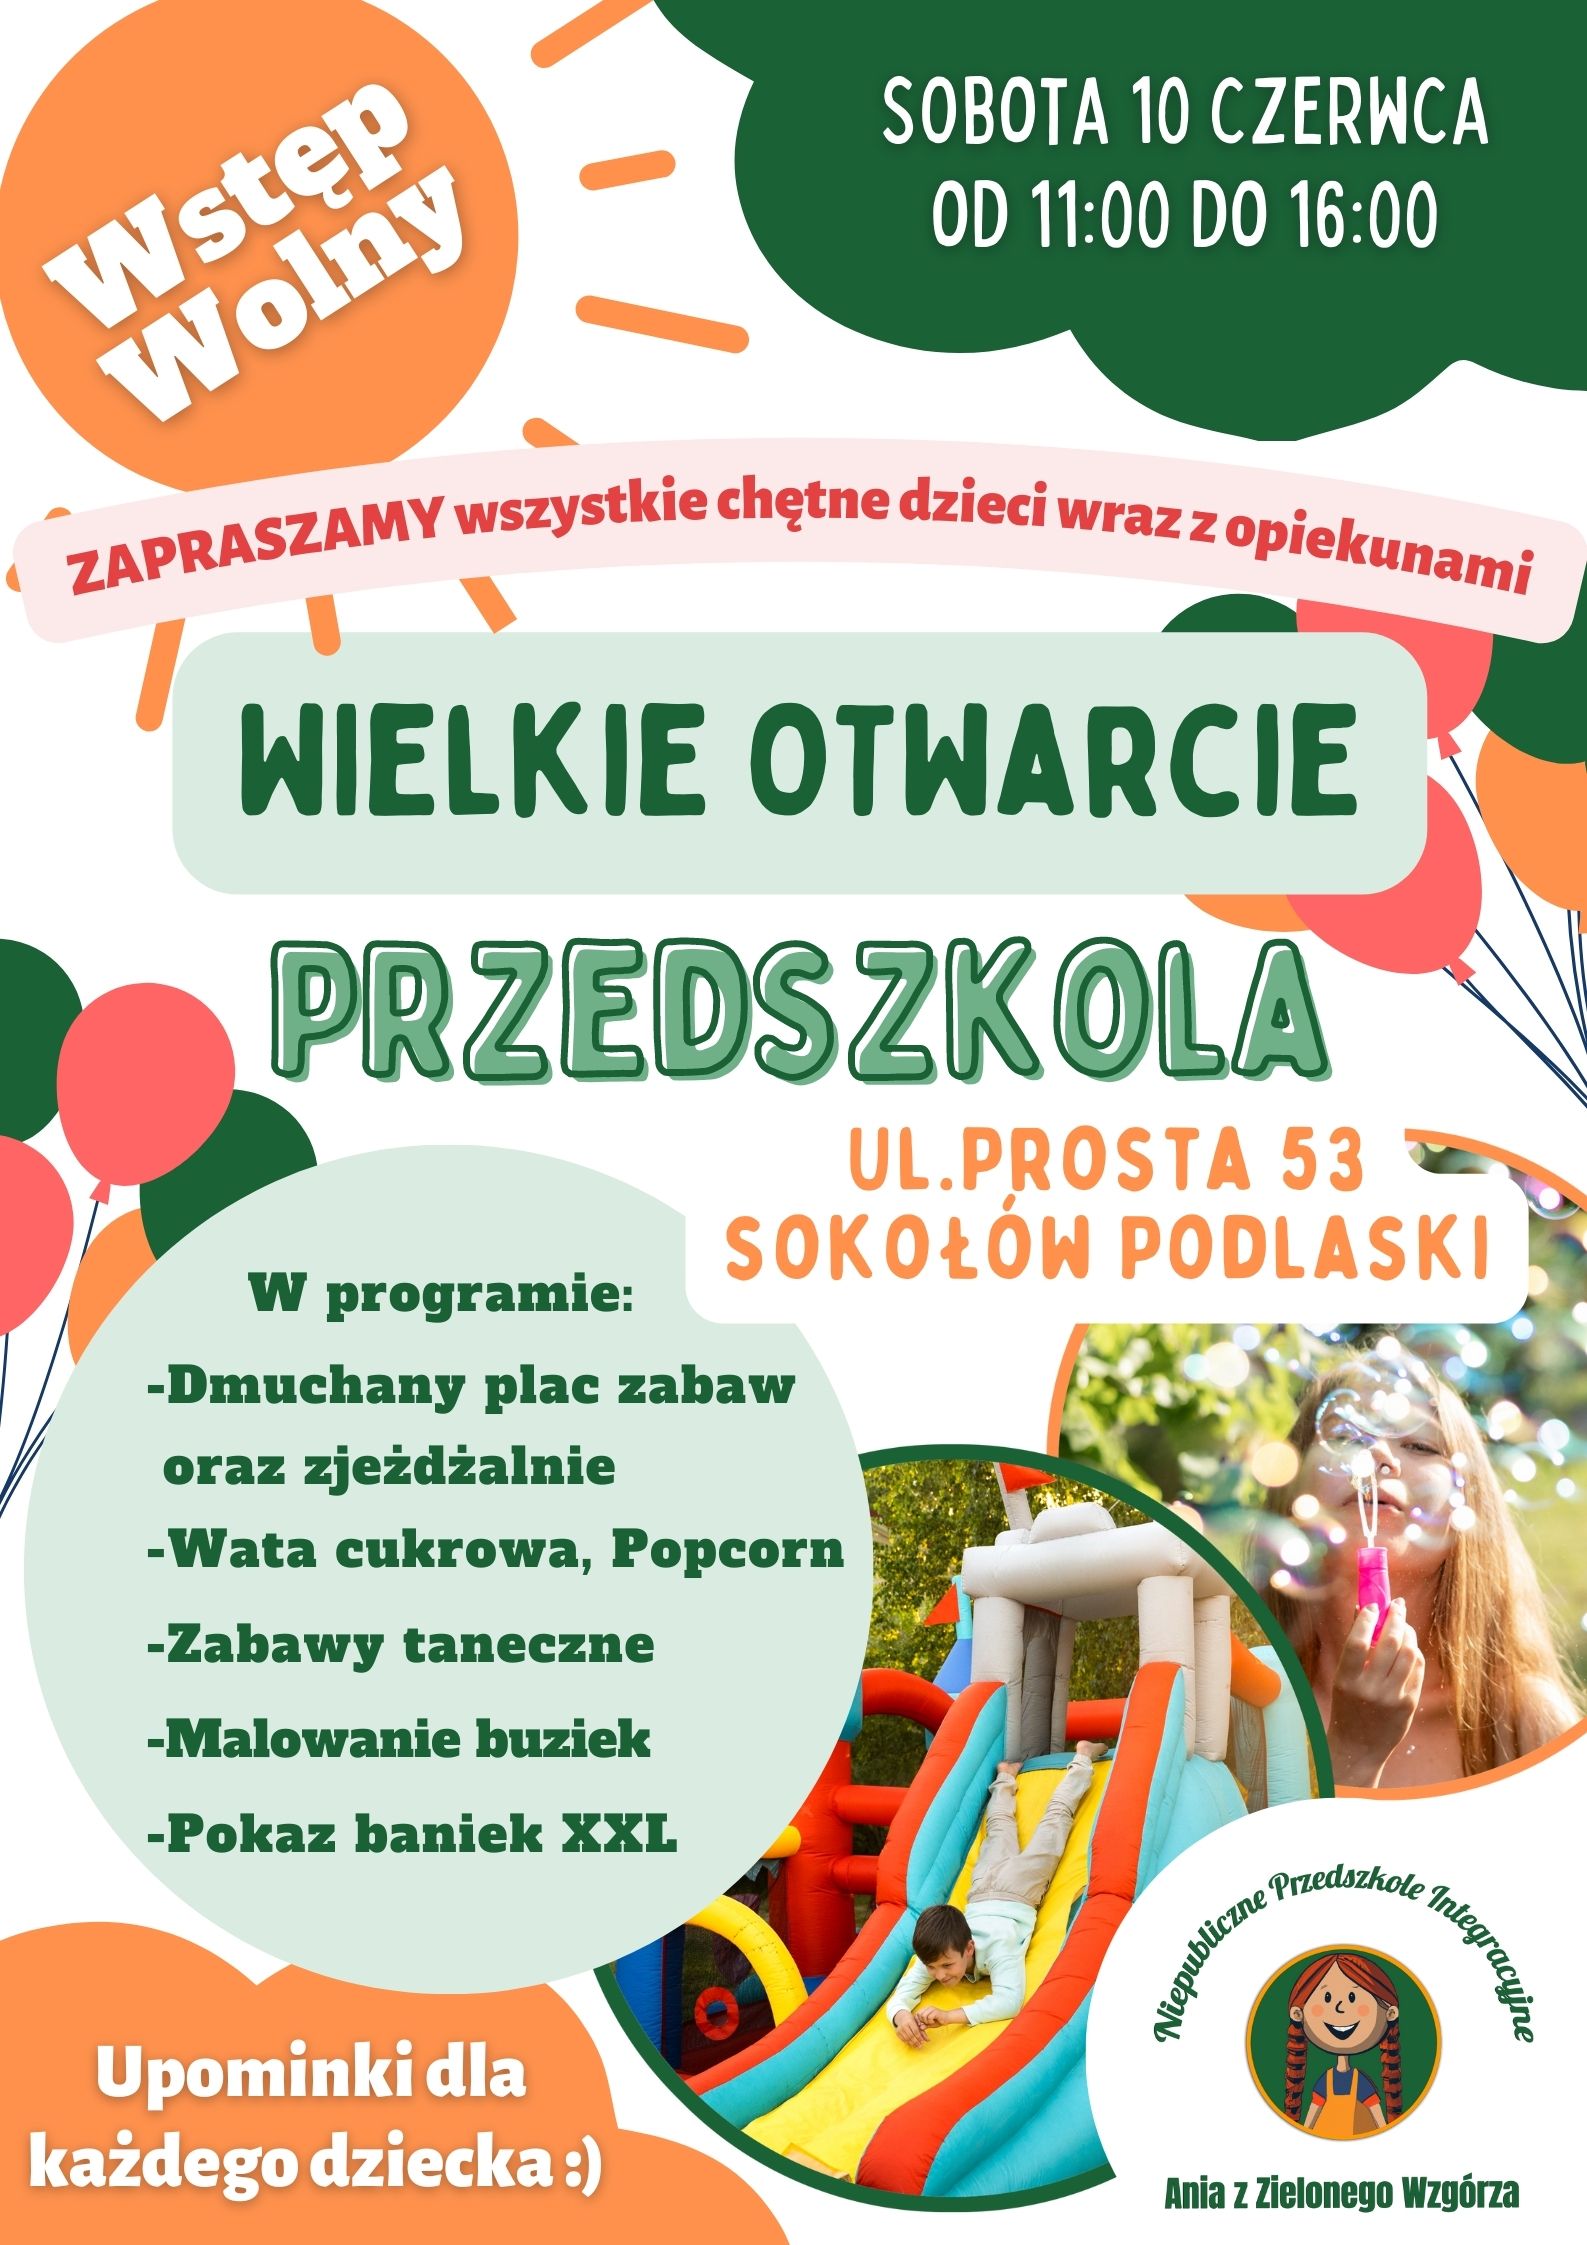 Wstęp
Wolny
SOBOTA 10 CZERWCA
OD 11:00 DO 16:00
ZAPRASZAMY wszystkie chętne dzieci wraz z opiekunami
WIELKIE OTWARCIE
PRZEDSZKOLA
UL.PROSTA 53
SOKOŁÓW PODLASKI
W programie:
-Dmuchany plac zabaw
oraz zjeżdżalnie
-Wata cukrowa, Popcorn
-Zabawy taneczne
-Malowanie buziek
-Pokaz baniek XXL
Upominki dla
każdego dziecka :)
Niepubliczne Przedszkole Integracyjne
Ania z Zielonego Wzgórza